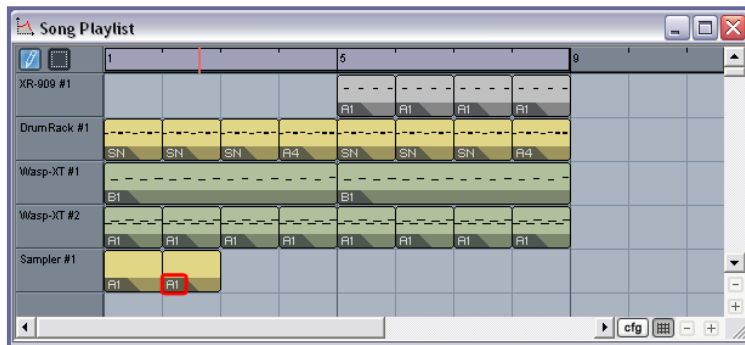 Song Playlist
1 5 9
XR-909 #1
A1 A1 A1 A1
DrumRack #1
SN SN SN A4 SN SN SN A4
Wasp-XT #1
B1 B1
Wasp-XT #2
A1 A1 A1 A1 A1 A1 A1 A1
Sampler #1
A1 A1
cfg